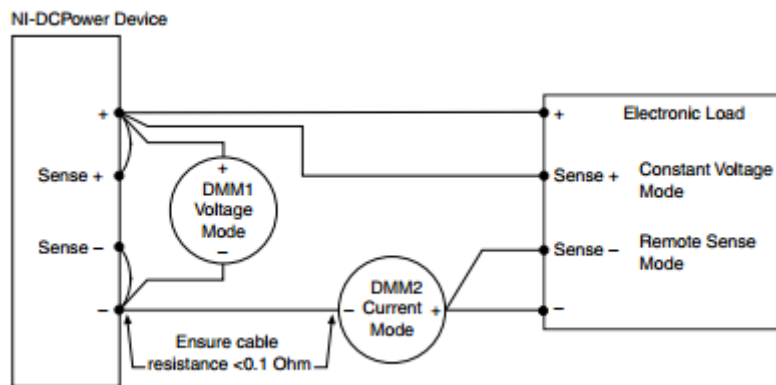 NI-DCPower Device
+
Sense +
Sense –
–
+
DMM1
Voltage
Mode
–
Ensure cable
resistance <0.1 Ohm
DMM2
– Current +
Mode
+ Electronic Load
Sense + Constant Voltage
Mode
Sense – Remote Sense
Mode
–